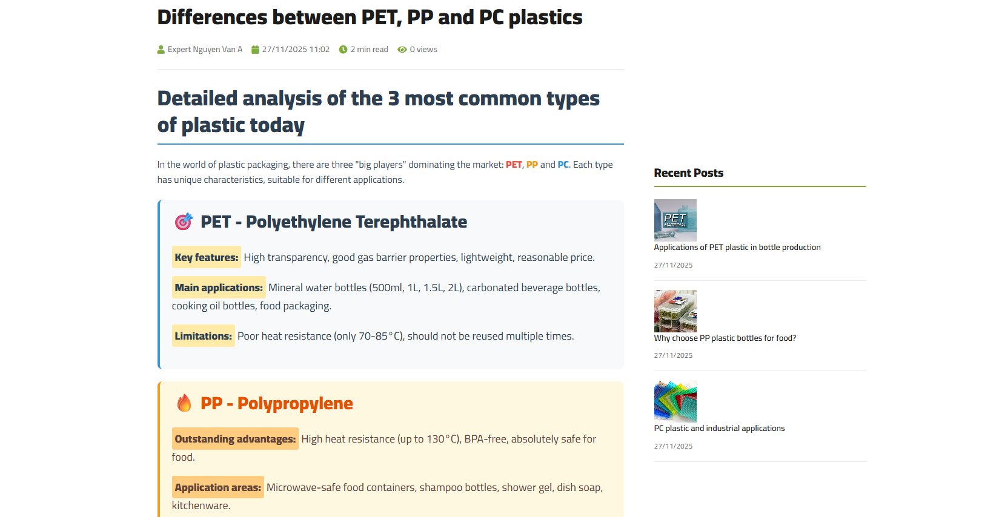 Differences between PET, PP and PC plastics
Expert Nguyen Van A 27/11/2025 11:02 2 min read 0 views
Detailed analysis of the 3 most common types
of plastic today
In the world of plastic packaging, there are three "big players" dominating the market: PET, PP and PC. Each type
has unique characteristics, suitable for different applications.
PET - Polyethylene Terephthalate
Key features: High transparency, good gas barrier properties, lightweight, reasonable price.
Main applications: Mineral water bottles (500ml, 1L, 1.5L, 2L), carbonated beverage bottles,
cooking oil bottles, food packaging.
Limitations: Poor heat resistance (only 70-85°C), should not be reused multiple times.
PP - Polypropylene
Outstanding advantages: High heat resistance (up to 130°C), BPA-free, absolutely safe for
food.
Application areas: Microwave-safe food containers, shampoo bottles, shower gel, dish soap,
kitchenware.
Recent Posts
PET
MATERIAL
Applications of PET plastic in bottle production
27/11/2025
Why choose PP plastic bottles for food?
27/11/2025
PC plastic and industrial applications
27/11/2025